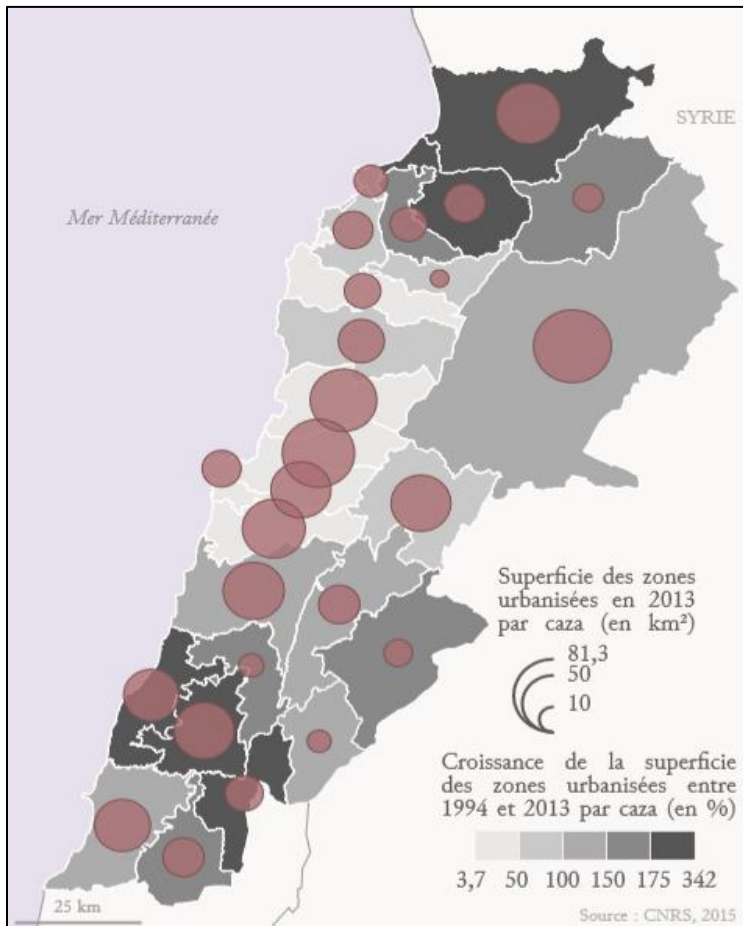 SYRIE
Mer Méditerranée
Superficie des zones
urbanisées en 2013
par caza (en km²)
81,3
50
10
Croissance de la superficie
des zones urbanisées entre
1994 et 2013 par caza (en %)
3,7 50 100 150 175 342
25 km
Source : CNRS, 2015